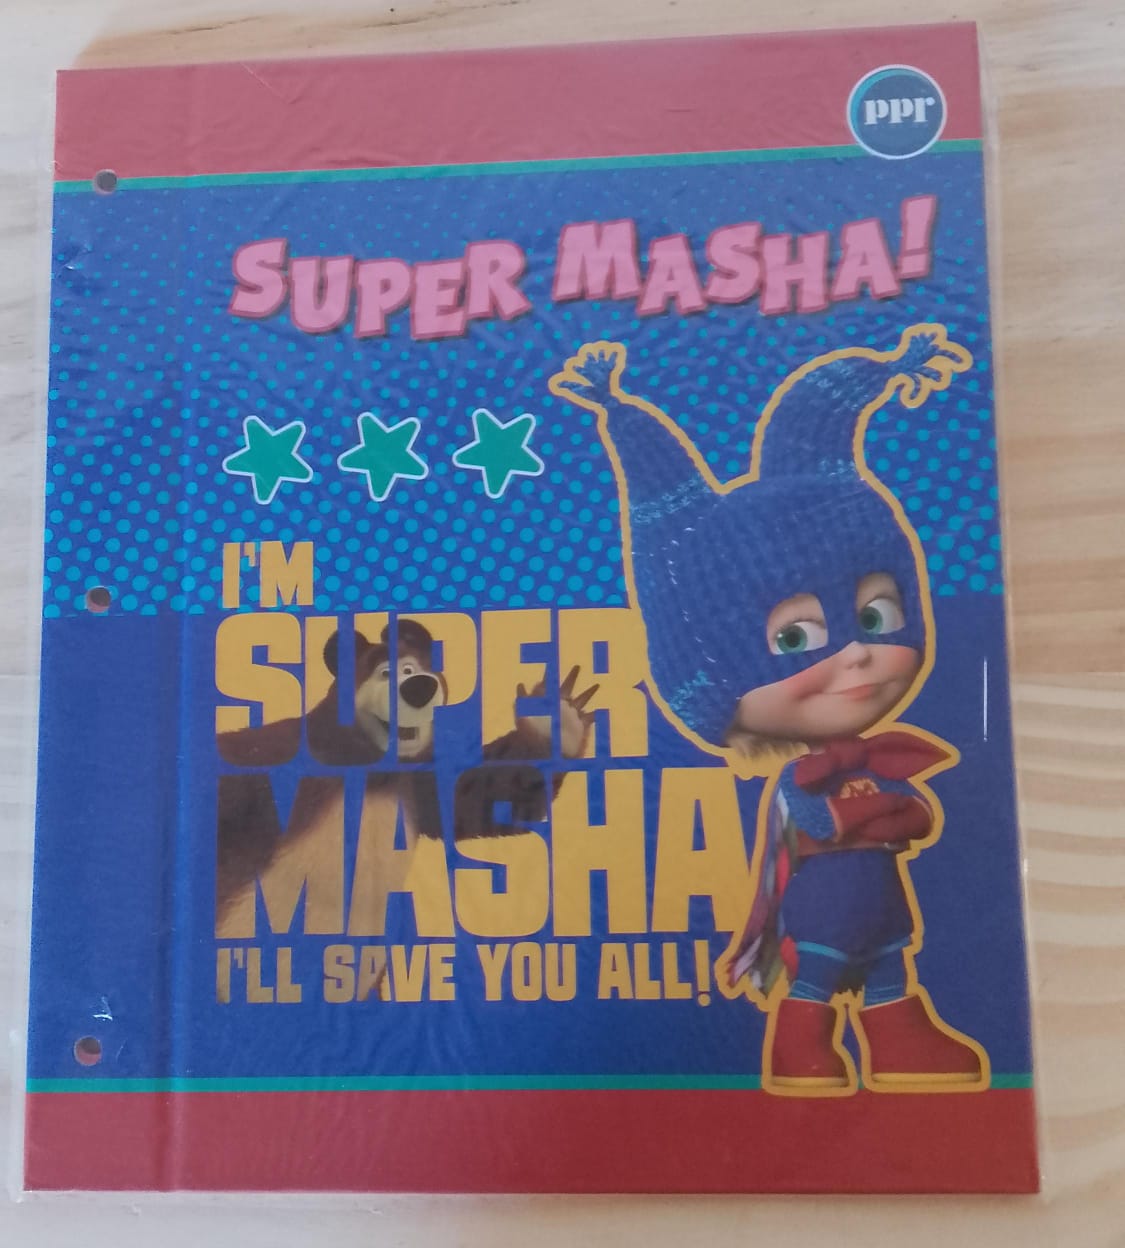 ppr
SUPER MASHA!
I'M
SUPER
MASHA
I'LL SAVE YOU ALL!